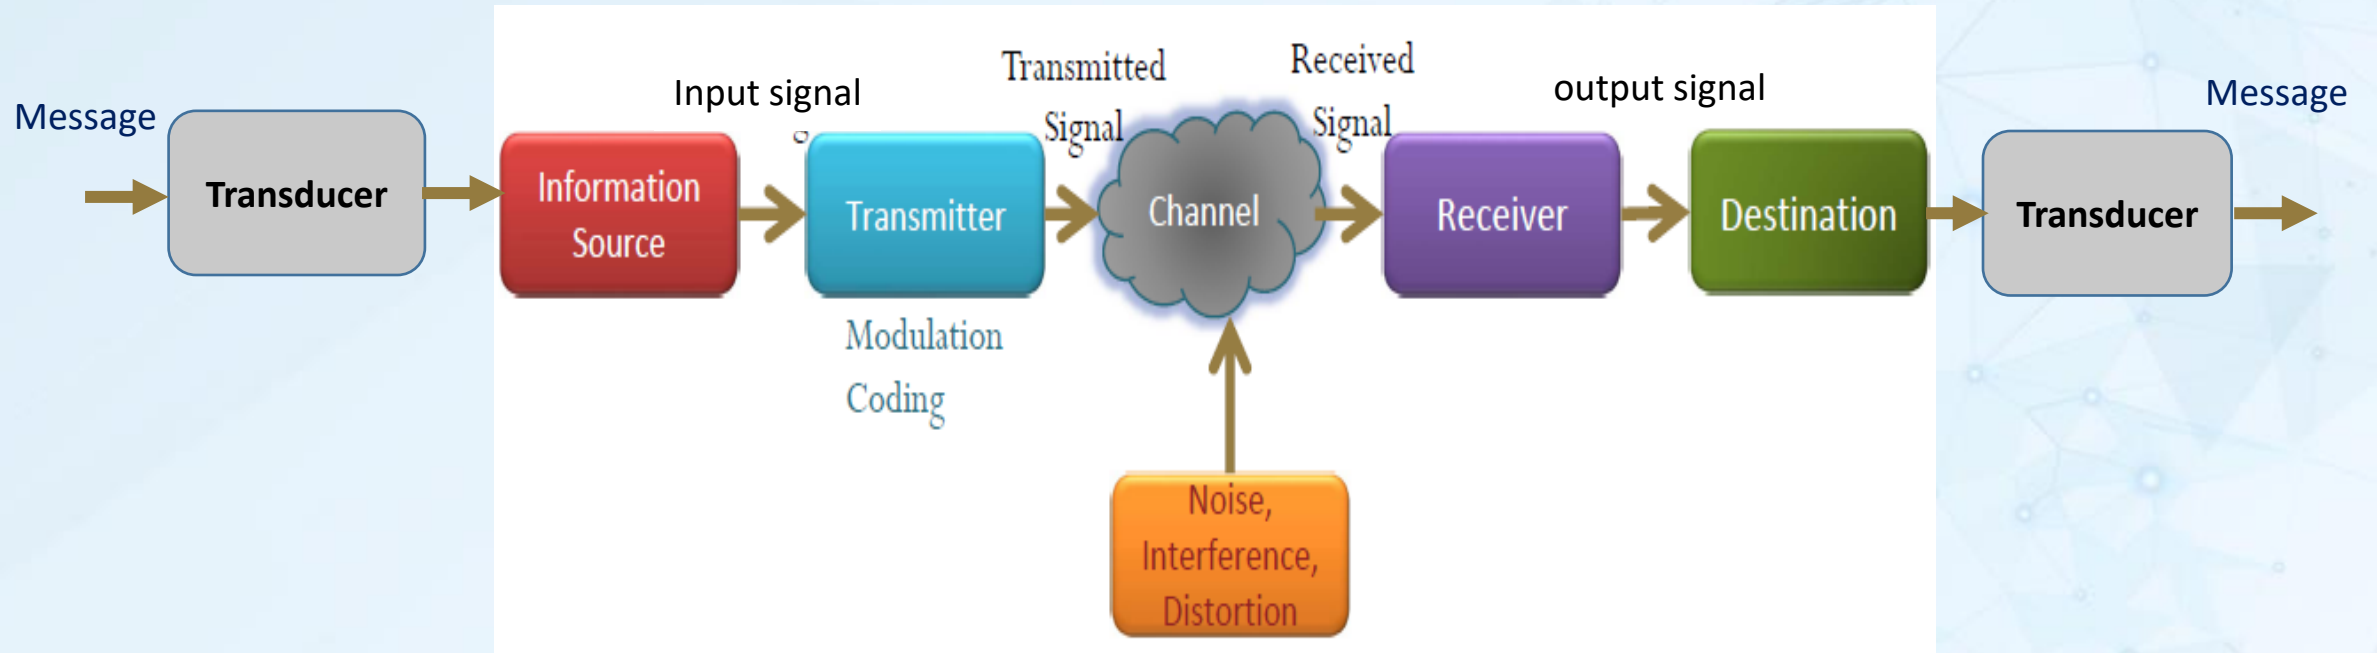 Message
Transducer
Information
Source
Input signal
Transmitter
Modulation
Coding
Transmitted
Signal
Channel
Noise,
Interference,
Distortion
Received
Signal
Receiver
output signal
Destination
Transducer
Message